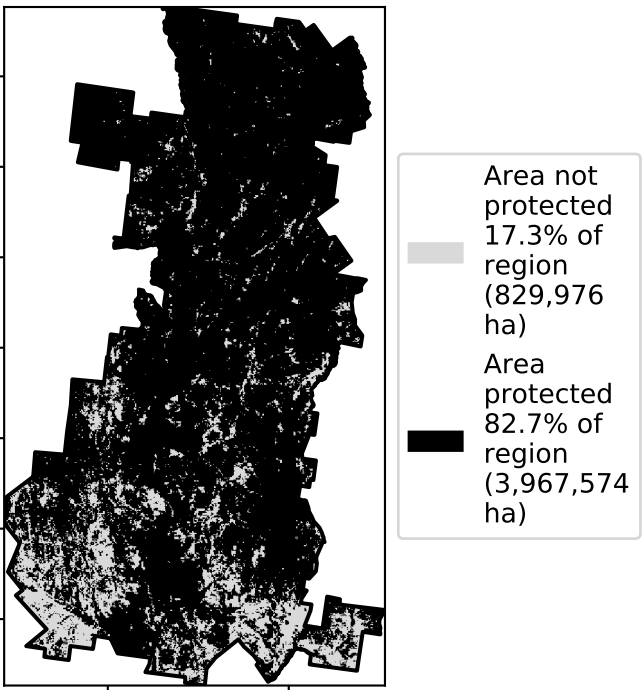 Area not
protected
17.3% of
region
(829,976
ha)
Area
protected
82.7% of
region
(3,967,574
ha)